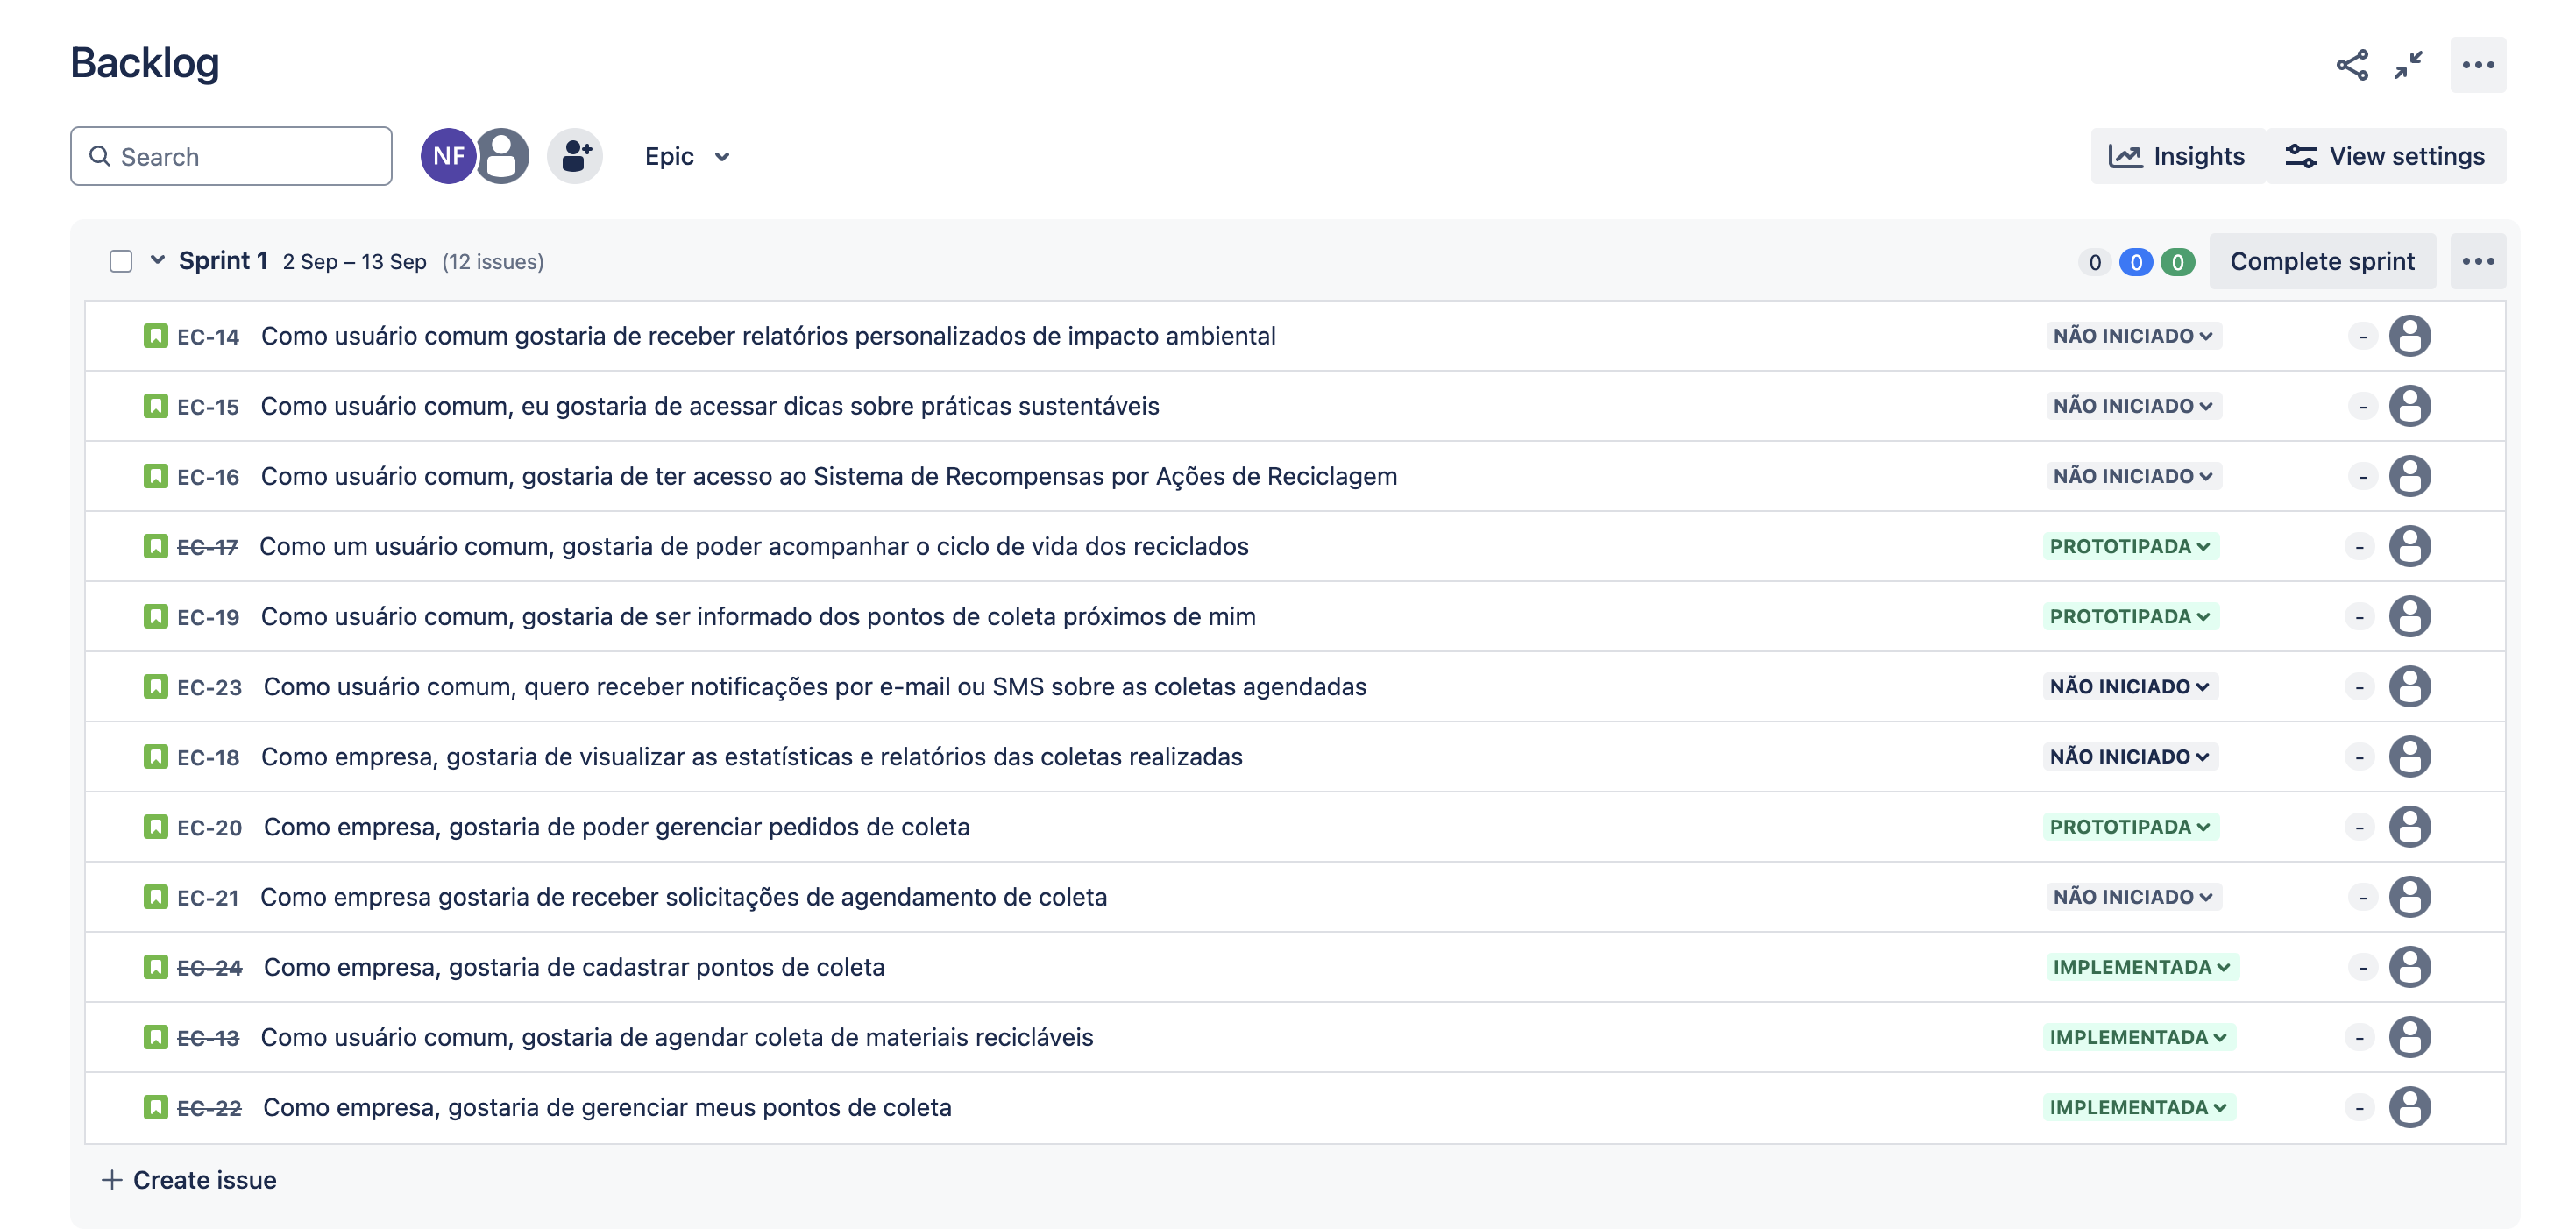 Backlog
Search NF Epic Insights View settings
Sprint 1 2 Sep – 13 Sep (12 issues) 0 0 0 Complete sprint
EC-14 Como usuário comum gostaria de receber relatórios personalizados de impacto ambiental NÃO INICIADO -
EC-15 Como usuário comum, eu gostaria de acessar dicas sobre práticas sustentáveis NÃO INICIADO -
EC-16 Como usuário comum, gostaria de ter acesso ao Sistema de Recompensas por Ações de Reciclagem NÃO INICIADO -
EC-17 Como um usuário comum, gostaria de poder acompanhar o ciclo de vida dos reciclados PROTOTIPADA -
EC-19 Como usuário comum, gostaria de ser informado dos pontos de coleta próximos de mim PROTOTIPADA -
EC-23 Como usuário comum, quero receber notificações por e-mail ou SMS sobre as coletas agendadas NÃO INICIADO -
EC-18 Como empresa, gostaria de visualizar as estatísticas e relatórios das coletas realizadas NÃO INICIADO -
EC-20 Como empresa, gostaria de poder gerenciar pedidos de coleta PROTOTIPADA -
EC-21 Como empresa gostaria de receber solicitações de agendamento de coleta NÃO INICIADO -
EC-24 Como empresa, gostaria de cadastrar pontos de coleta IMPLEMENTADA -
EC-13 Como usuário comum, gostaria de agendar coleta de materiais recicláveis IMPLEMENTADA -
EC-22 Como empresa, gostaria de gerenciar meus pontos de coleta IMPLEMENTADA -
Create issue